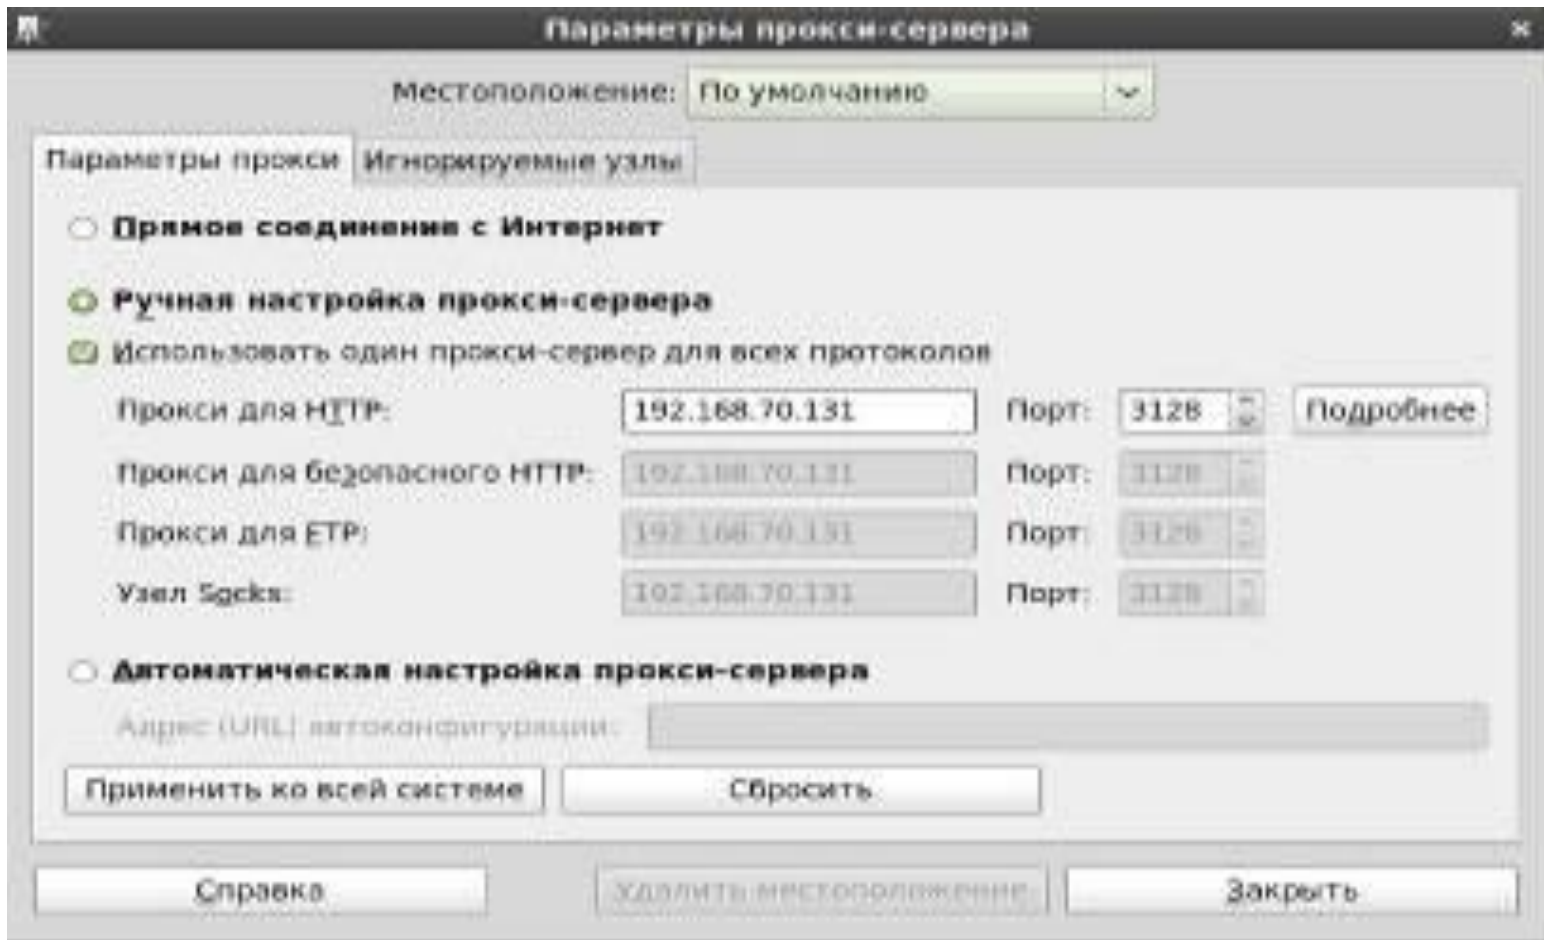 Параметры прокси-сервера
Местоположение: По умолчанию
Параметры прокси Игнорируемые узлы
Прямое соединение с Интернет
Ручная настройка прокси-сервера
Использовать один прокси-сервер для всех протоколов
Прокси для HTTP: 192.168.70.131 Порт: 3128 Подробнее
Прокси для безопасного HTTP: 192.168.70.131 Порт: 3128
Прокси для FTP: 192.168.70.131 Порт: 3128
Узел Socks: 192.168.70.131 Порт: 3128
Автоматическая настройка прокси-сервера
Адрес (URL) автоконфигурации:
Применить ко всей системе Сбросить
Справка Удалить местоположение Закрыть